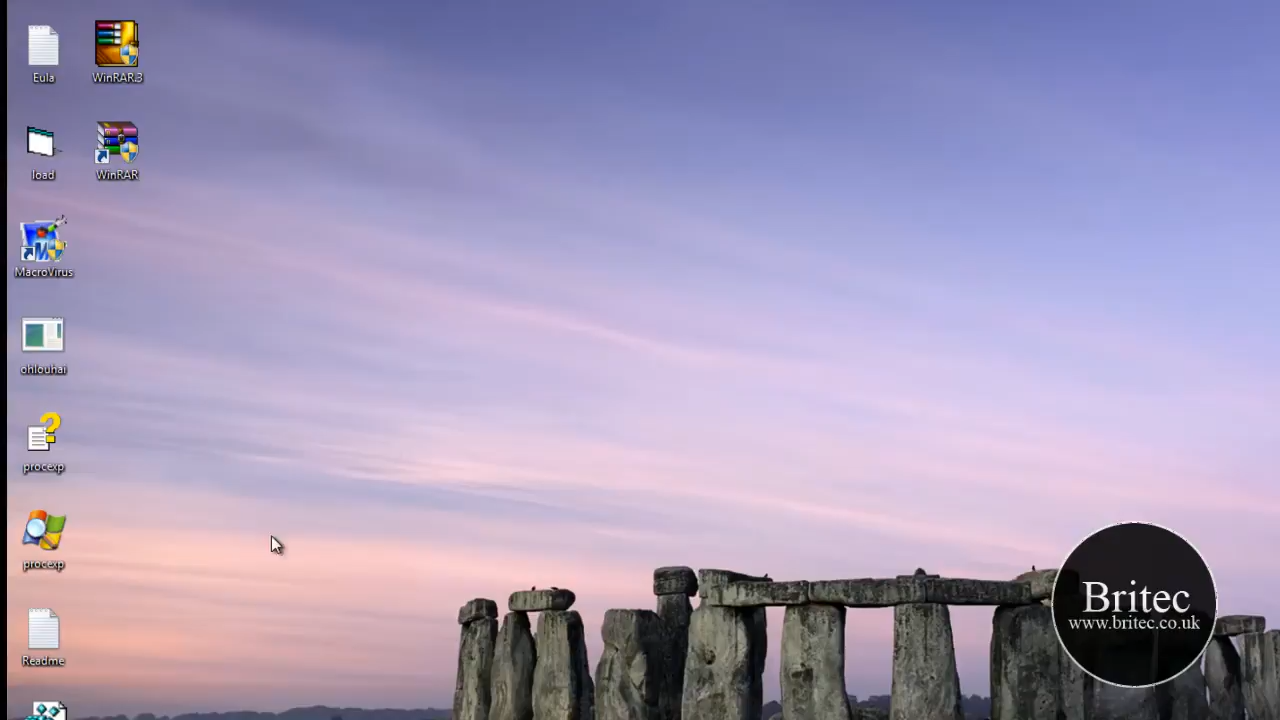 Eula
WinRAR.3
load
WinRAR
MacroVirus
ohlouhai
procexp
procexp
Readme
Britec
www.britec.co.uk